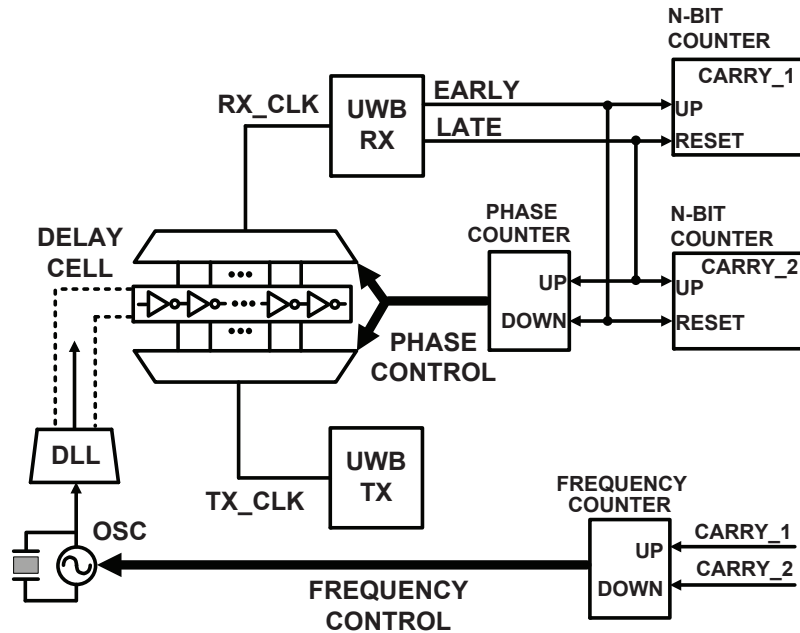 N-BIT
COUNTER
CARRY_1
UP
RESET
EARLY
LATE
RX_CLK
UWB
RX
PHASE
COUNTER
UP
DOWN
N-BIT
COUNTER
CARRY_2
UP
RESET
DELAY
CELL
•••
••••
•••
PHASE
CONTROL
DLL
TX_CLK
UWB
TX
OSC
FREQUENCY
COUNTER
UP
DOWN
CARRY_1
CARRY_2
FREQUENCY
CONTROL